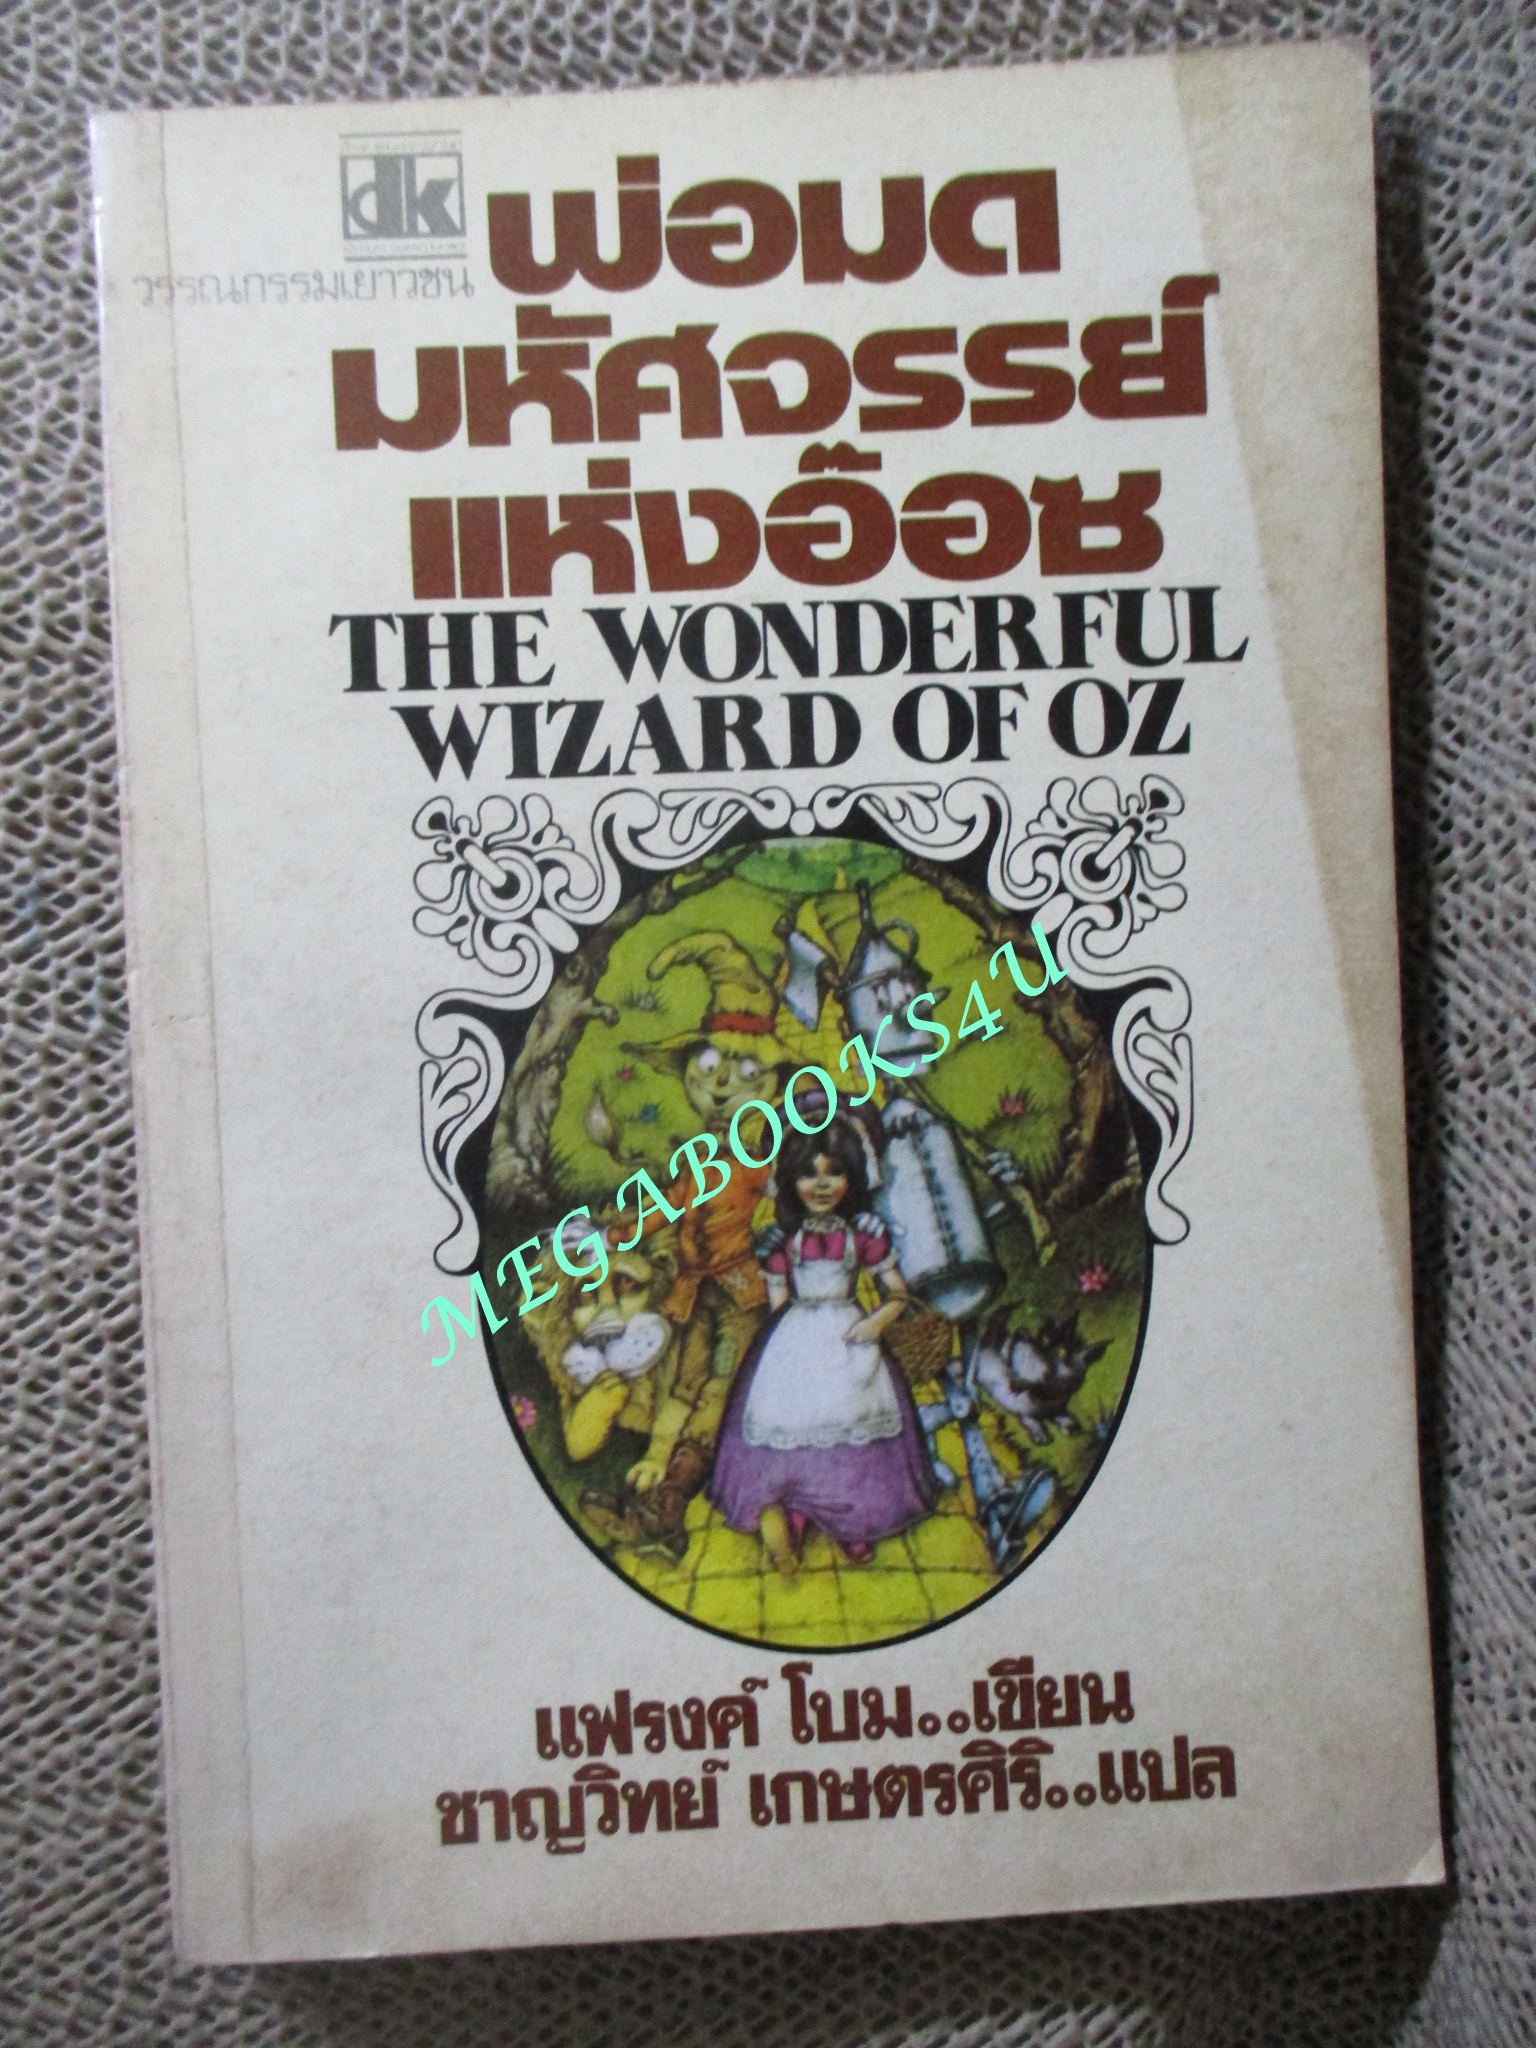 dk
วรรณกรรมเยาวชน
พ่อมด
มหัศจรรย์
แห่งอ๊อซ
THE WONDERFUL
WIZARD OF OZ
MEGABOOKS4U
แฟรงค์ โบม..เขียน
ชาญวิทย์ เกษตรศิริ..แปล